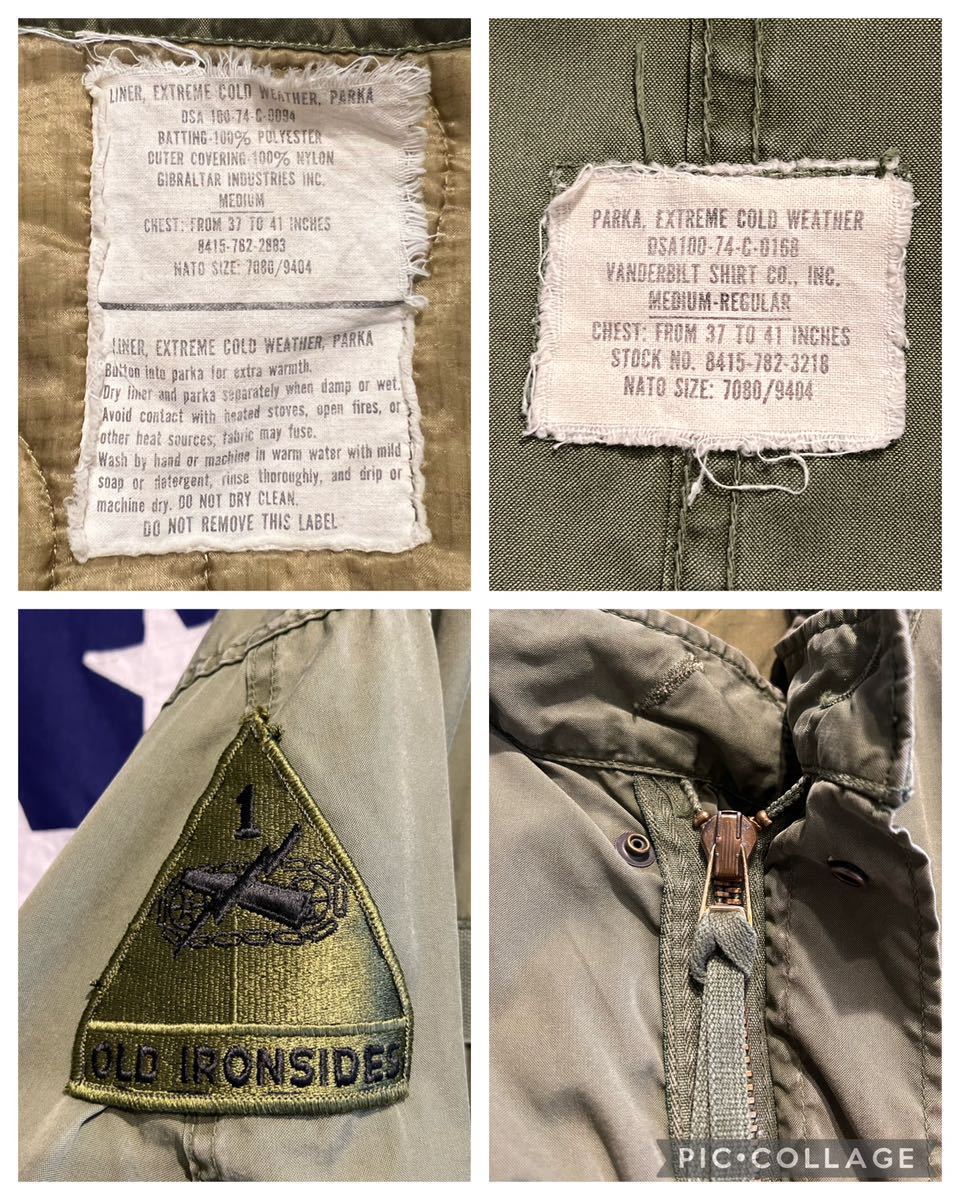 LINER, EXTREME COLD WEATHER, PARKA
DSA 100-74-C-0094
BATTING-100% POLYESTER
OUTER COVERING-100% NYLON
GIBRALTAR INDUSTRIES INC.
MEDIUM
CHEST: FROM 37 TO 41 INCHES
8415-782-2883
NATO SIZE: 7080/9404
LINER, EXTREME COLD WEATHER, PARKA
Button into parka for extra warmth.
Dry liner and parka separately when damp or wet.
Avoid contact with heated stoves, open fires, or
other heat sources; fabric may fuse.
Wash by hand or machine in warm water with mild
soap or detergent, rinse thoroughly, and drip or
machine dry. DO NOT DRY CLEAN.
DO NOT REMOVE THIS LABEL
PARKA, EXTREME COLD WEATHER
DSA100-74-C-0168
VANDERBILT SHIRT CO., INC.
MEDIUM-REGULAR
CHEST: FROM 37 TO 41 INCHES
STOCK NO. 8415-782-3218
NATO SIZE: 7080/9404
1
OLD IRONSIDES
PIC•COLLAGE